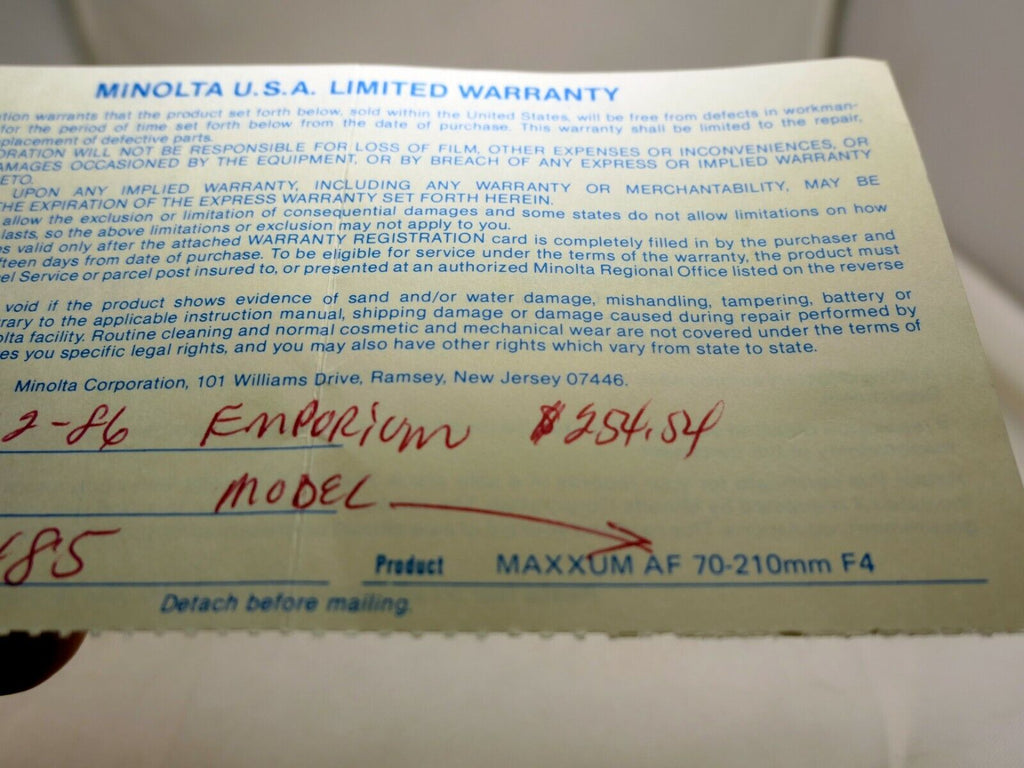 MINOLTA U.S.A. LIMITED WARRANTY
tion warrants that the product set forth below, sold within the United States, will be free from defects in workman-
for the period of time set forth below from the date of purchase. This warranty shall be limited to the repair,
placement of defective parts.
ORATION WILL NOT BE RESPONSIBLE FOR LOSS OF FILM, OTHER EXPENSES OR INCONVENIENCES, OR
AMAGES OCCASIONED BY THE EQUIPMENT, OR BY BREACH OF ANY EXPRESS OR IMPLIED WARRANTY
ETO.
UPON ANY IMPLIED WARRANTY, INCLUDING ANY WARRANTY OR MERCHANTABILITY, MAY BE
HE EXPIRATION OF THE EXPRESS WARRANTY SET FORTH HEREIN.
allow the exclusion or limitation of consequential damages and some states do not allow limitations on how
lasts, so the above limitations or exclusion may not apply to you.
es valid only after the attached WARRANTY REGISTRATION card is completely filled in by the purchaser and
fteen days from date of purchase. To be eligible for service under the terms of the warranty, the product must
cel Service or parcel post insured to, or presented at an authorized Minolta Regional Office listed on the reverse
void if the product shows evidence of sand and/or water damage, mishandling, tampering, battery or
rary to the applicable instruction manual, shipping damage or damage caused during repair performed by
olta facility. Routine cleaning and normal cosmetic and mechanical wear are not covered under the terms of
es you specific legal rights, and you may also have other rights which vary from state to state.
Minolta Corporation, 101 Williams Drive, Ramsey, New Jersey 07446.
2-86 EMPORIUM $254.54
MODEL
85
Product MAXXUM AF 70-210mm F4
Detach before mailing.